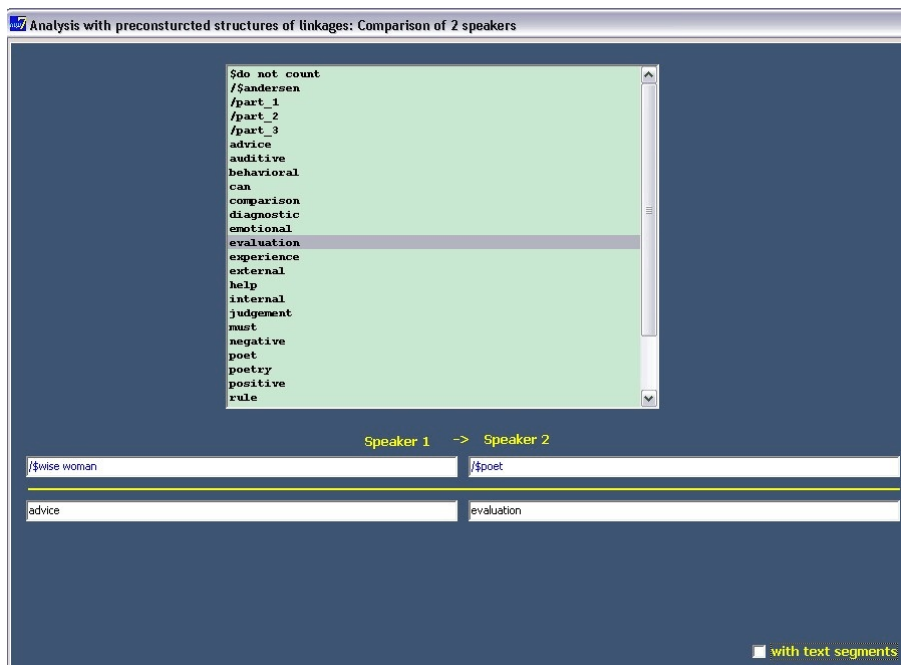 Analysis with preconsturcted structures of linkages: Comparison of 2 speakers
$do not count
/$andersen
/part_1
/part_2
/part_3
advice
auditive
behavioral
can
comparison
diagnostic
emotional
evaluation
experience
external
help
internal
judgement
must
negative
poet
poetry
positive
rule
Speaker 1 -> Speaker 2
/$wise woman /$poet
advice evaluation
with text segments